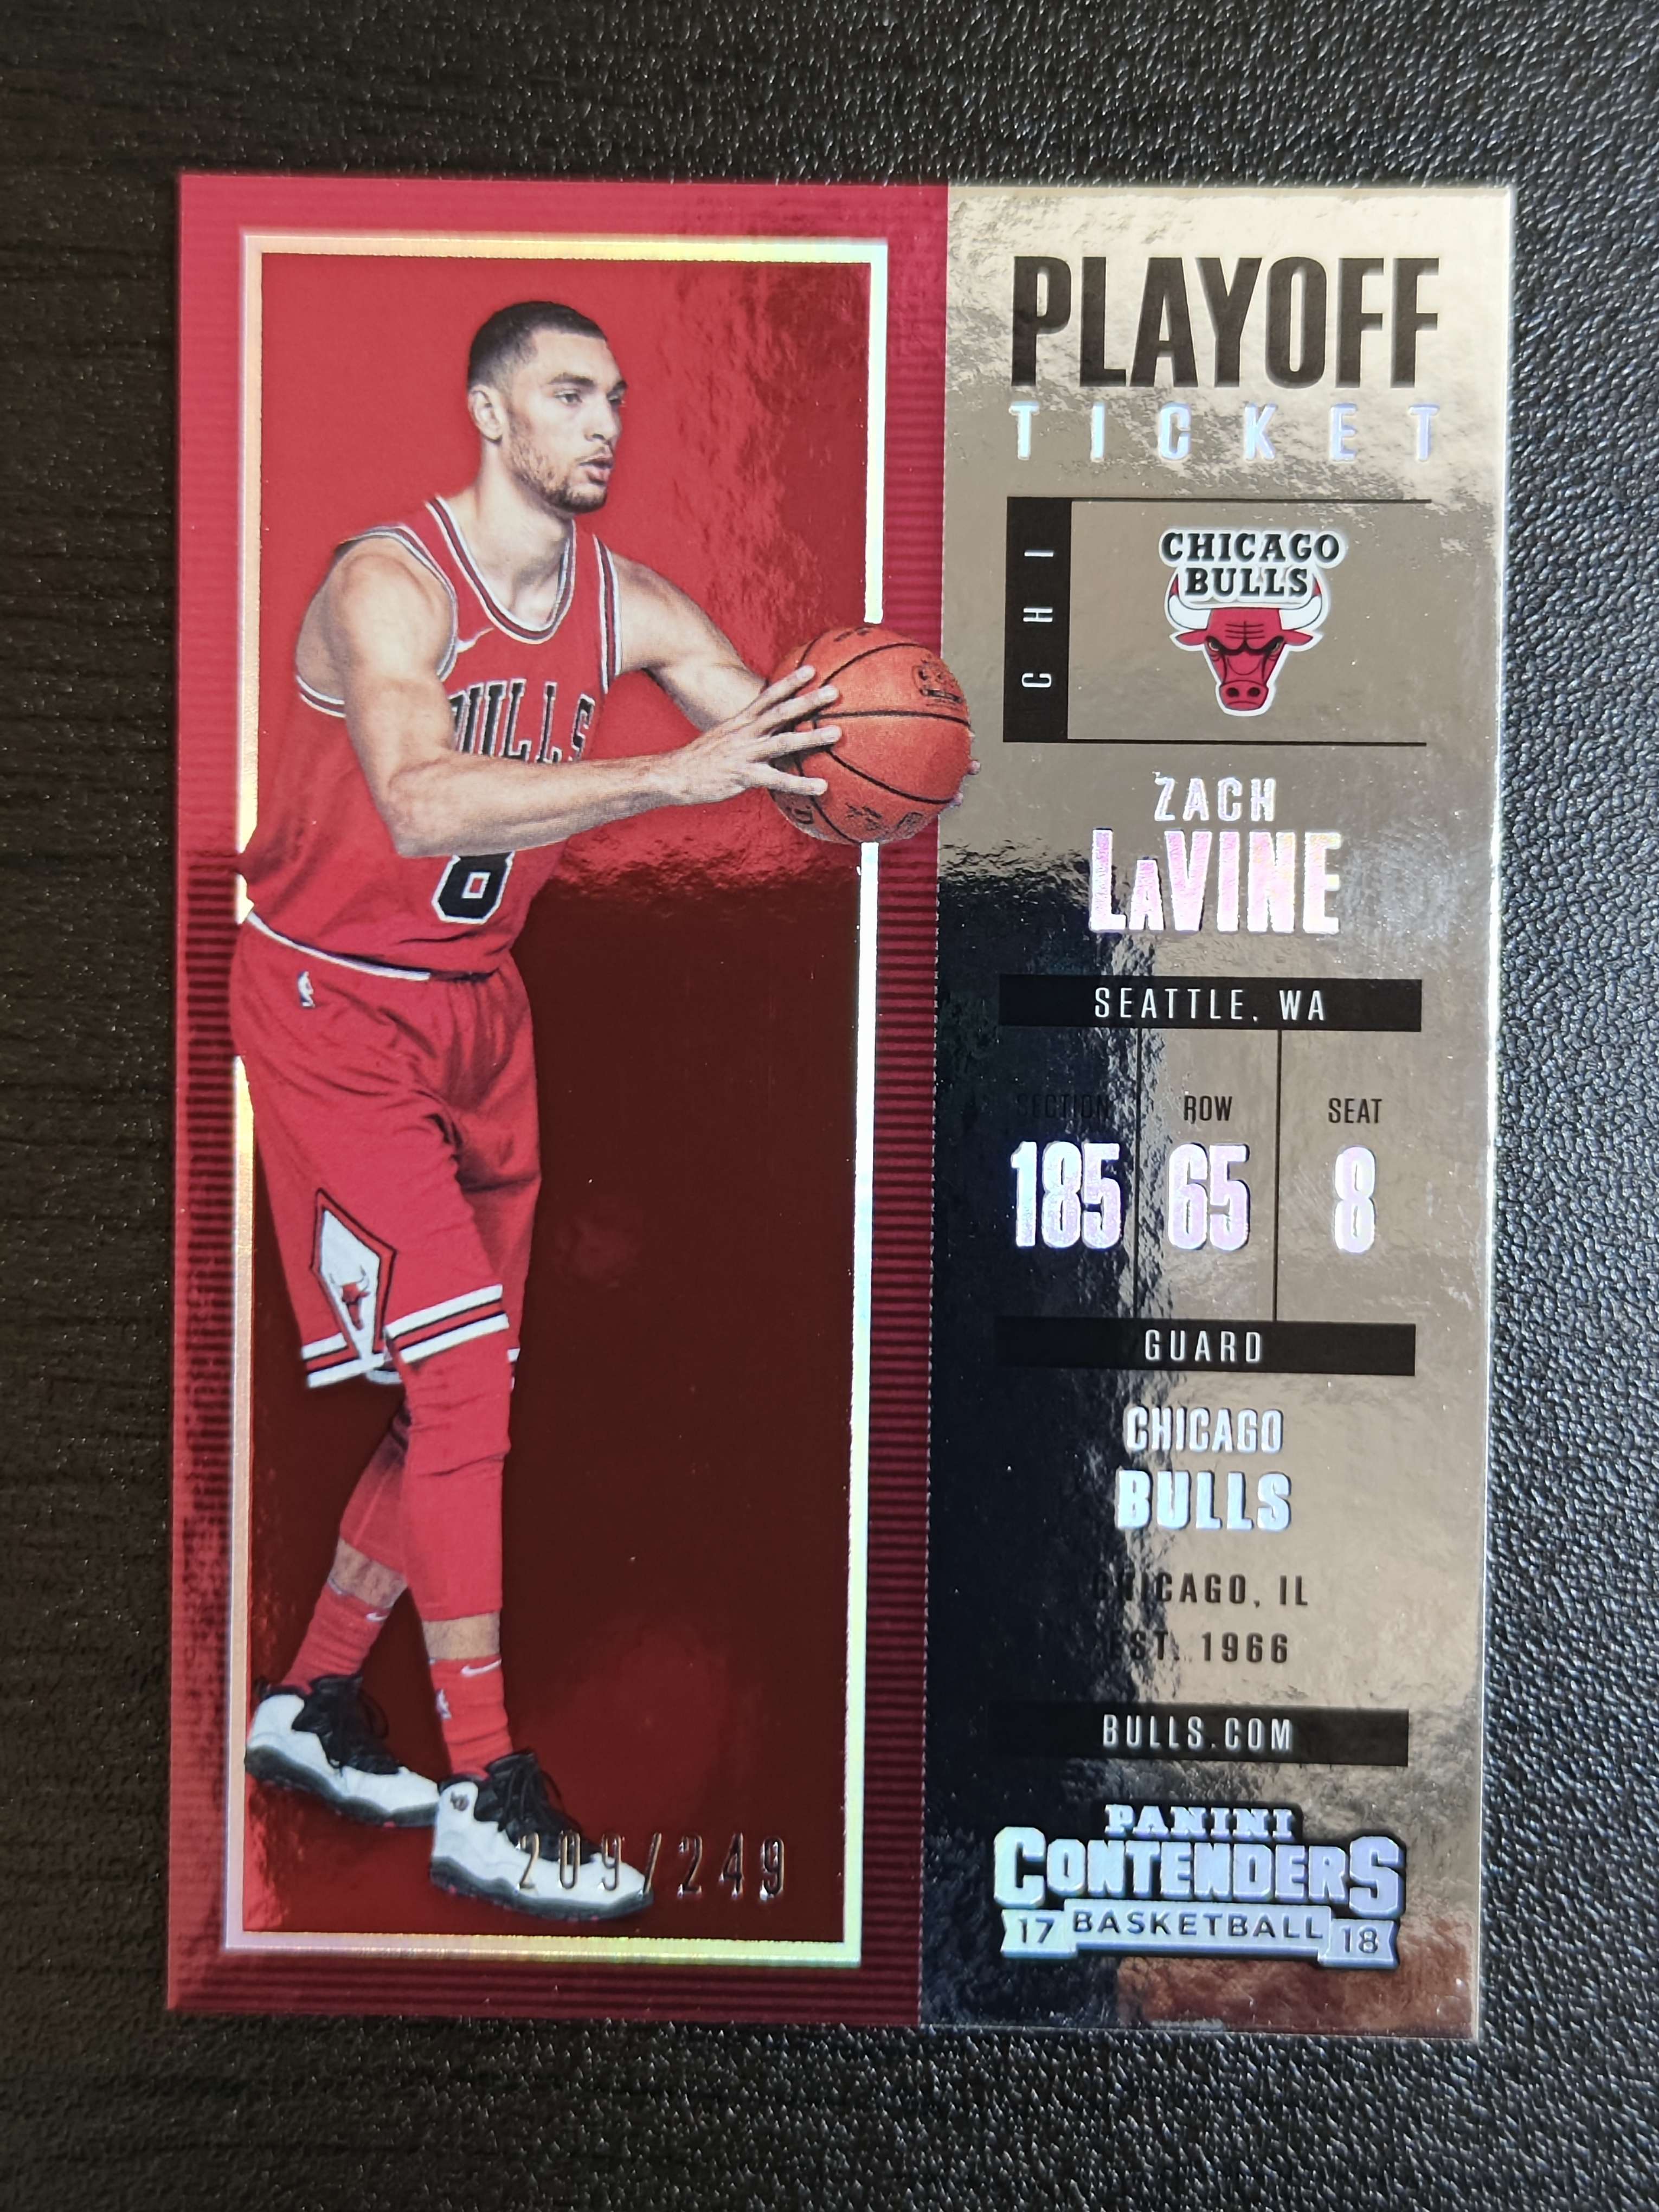 PLAYOFF
TICKET
CHI
CHICAGO
BULLS
ZACH
LAVINE
SEATTLE, WA
SECTION ROW SEAT
185 65 8
GUARD
CHICAGO
BULLS
CHICAGO, IL
EST. 1966
BULLS.COM
PANINI
CONTENDERS
17 BASKETBALL 18
BULLS
8
209/249